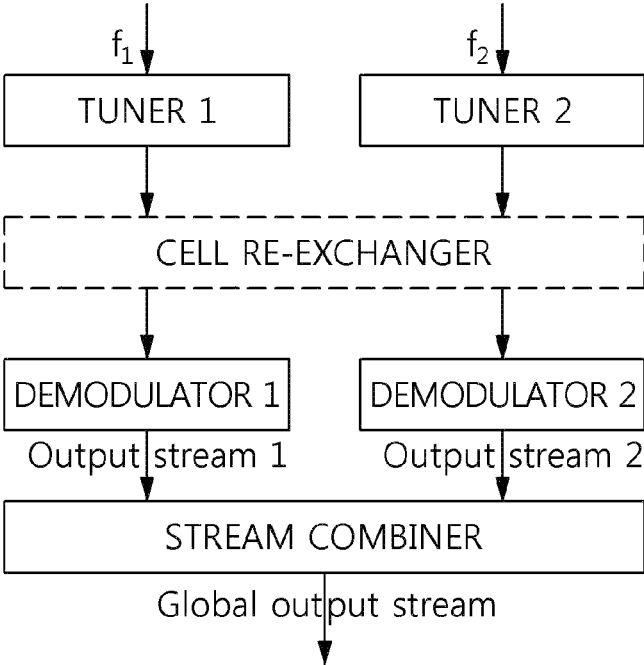 f1 f2
TUNER 1 TUNER 2
CELL RE-EXCHANGER
DEMODULATOR 1 DEMODULATOR 2
Output stream 1 Output stream 2
STREAM COMBINER
Global output stream